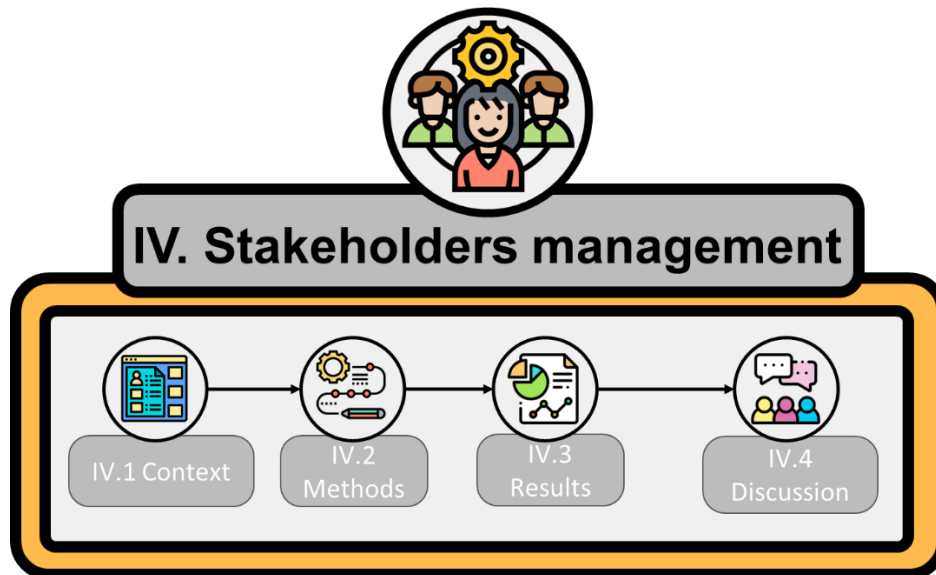 IV. Stakeholders management
IV.1 Context
IV.2
Methods
IV.3
Results
IV.4
Discussion